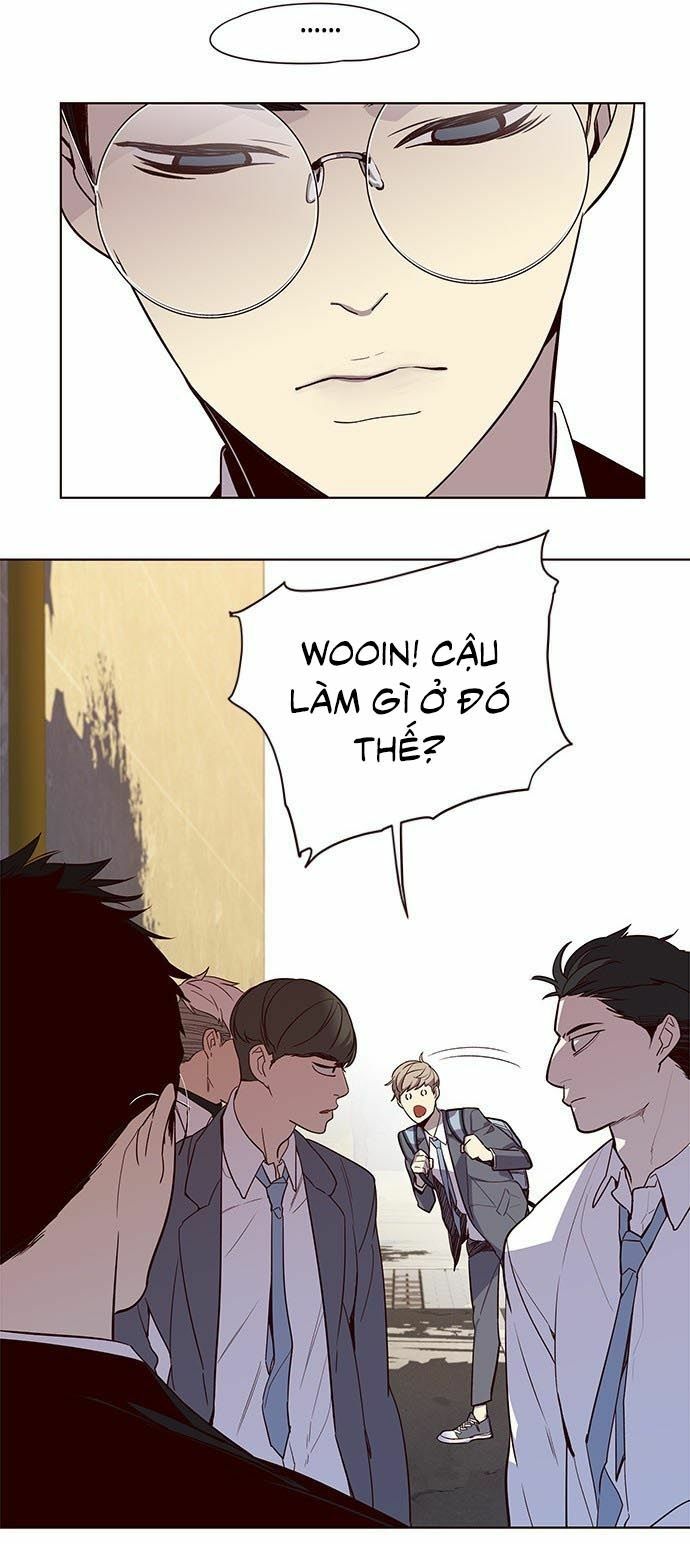 ......
WOOIN! CẬU
LÀM GÌ Ở ĐÓ
THẾ?